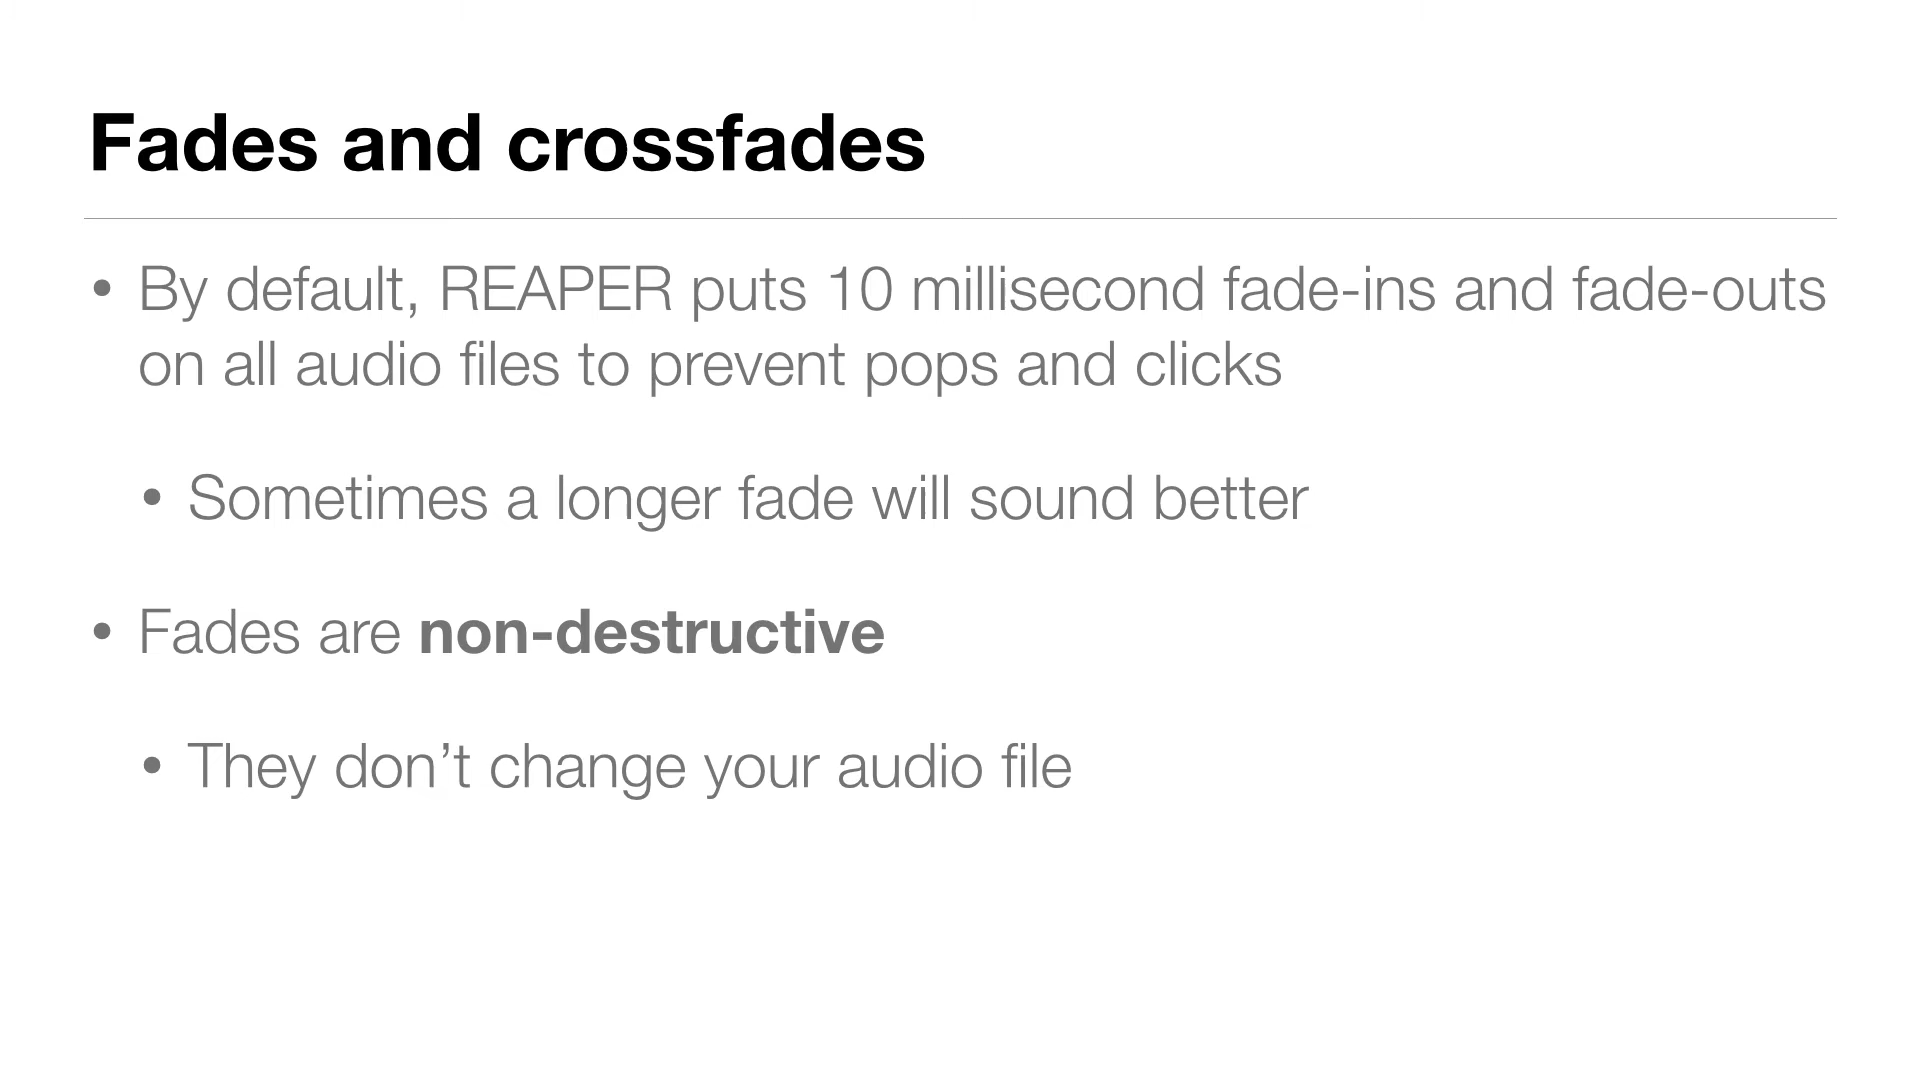 Fades and crossfades
• By default, REAPER puts 10 millisecond fade-ins and fade-outs
on all audio files to prevent pops and clicks
• Sometimes a longer fade will sound better
• Fades are non-destructive
• They don’t change your audio file